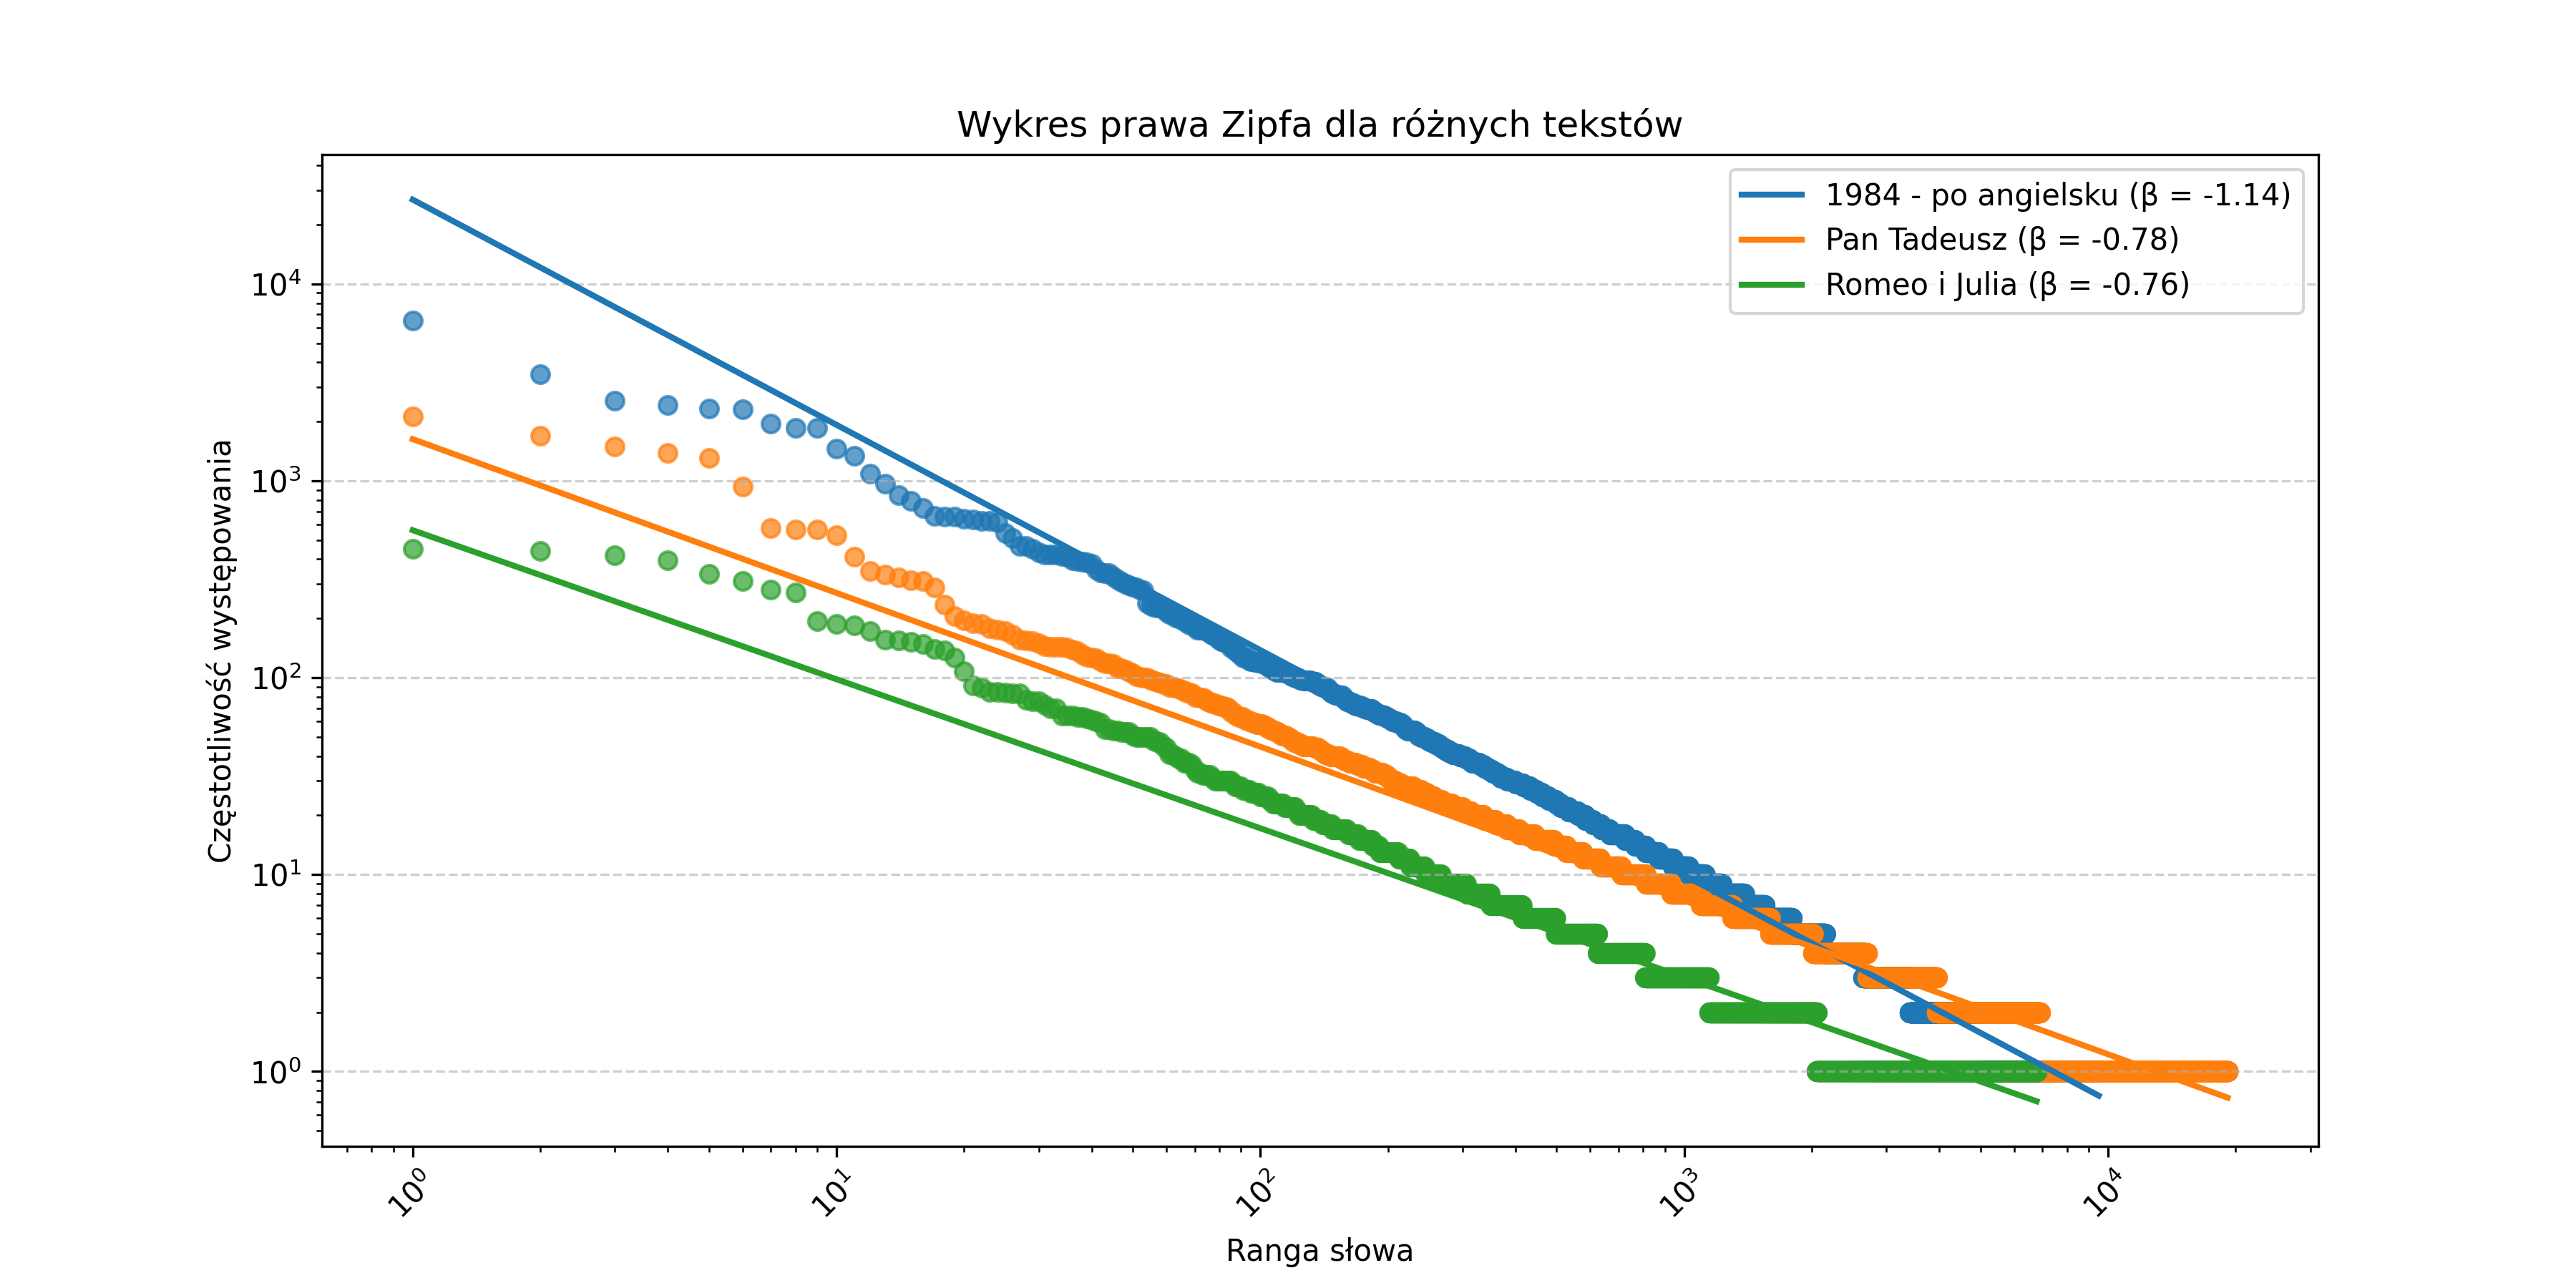 Wykres prawa Zipfa dla różnych tekstów
1984 - po angielsku (β = -1.14)
Pan Tadeusz (β = -0.78)
Romeo i Julia (β = -0.76)
Częstotliwość występowania
10⁴
10³
10²
10¹
10⁰
10⁰ 10¹ 10² 10³ 10⁴
Ranga słowa